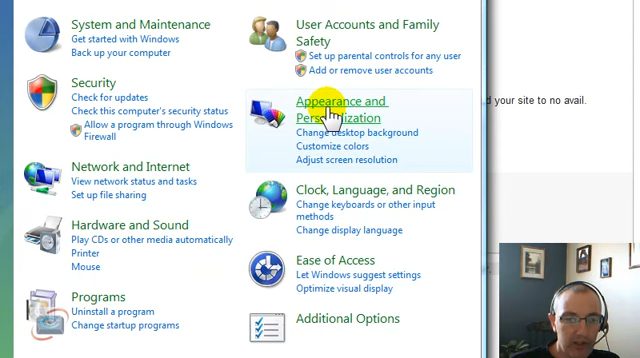 System and Maintenance
Get started with Windows
Back up your computer
Security
Check for updates
Check this computer's security status
Allow a program through Windows
Firewall
Network and Internet
View network status and tasks
Set up file sharing
Hardware and Sound
Play CDs or other media automatically
Printer
Mouse
Programs
Uninstall a program
Change startup programs
User Accounts and Family
Safety
Set up parental controls for any user
Add or remove user accounts
Appearance and
Personalization
Change desktop background
Customize colors
Adjust screen resolution
Clock, Language, and Region
Change keyboards or other input
methods
Change display language
Ease of Access
Let Windows suggest settings
Optimize visual display
Additional Options
d your site to no avail.